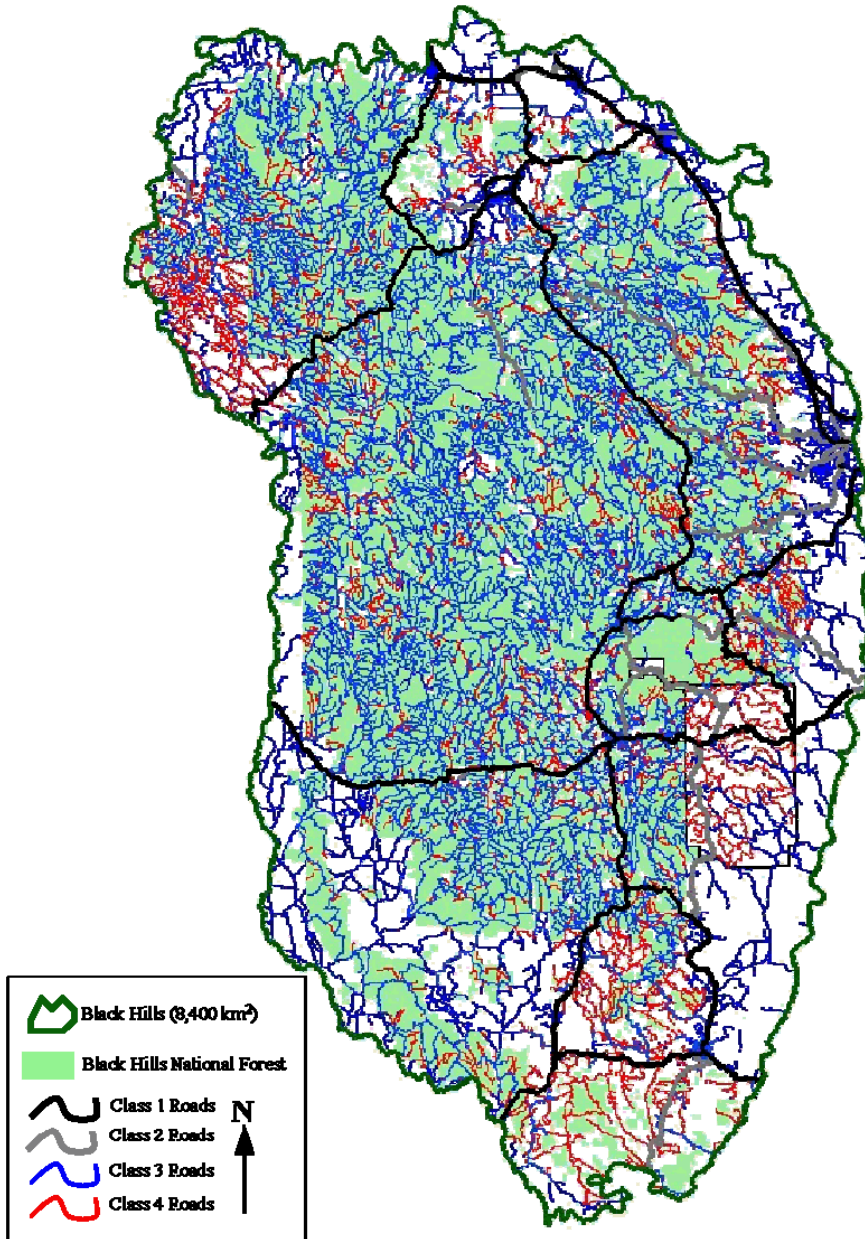 Black Hills (8,400 km²)
Black Hills National Forest
Class 1 Roads
N
Class 2 Roads
Class 3 Roads
Class 4 Roads